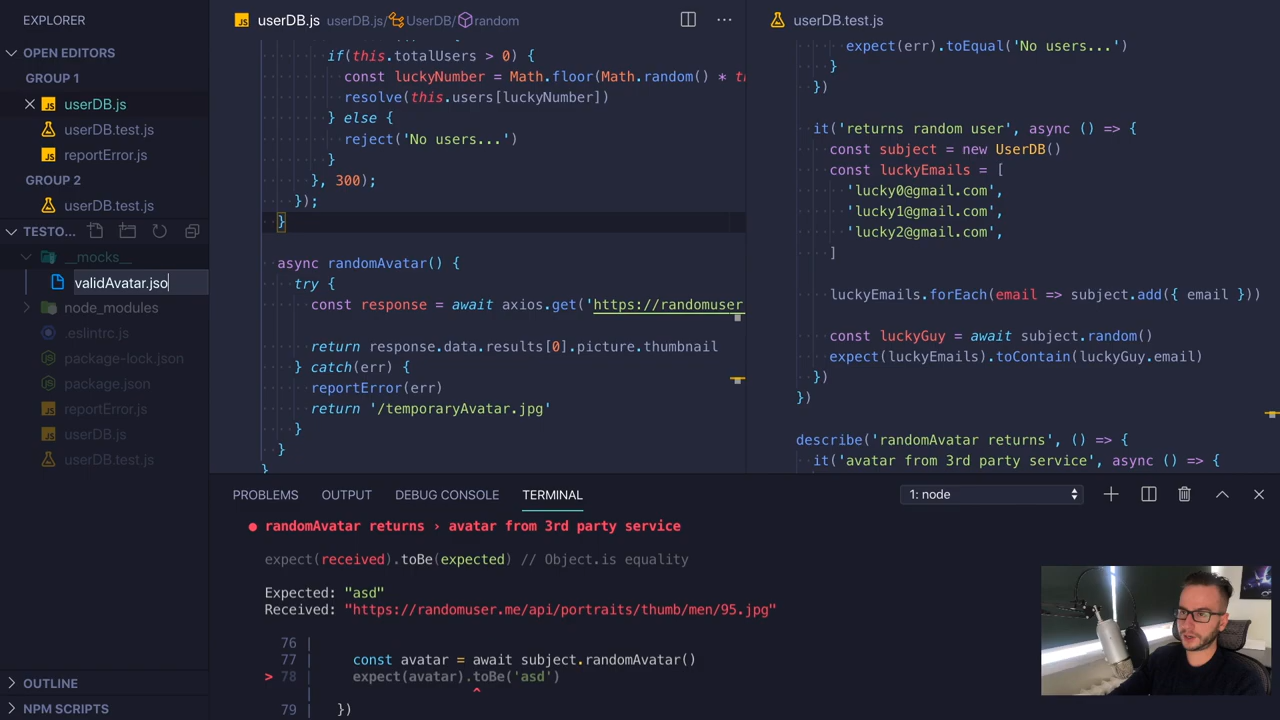 EXPLORER
OPEN EDITORS
GROUP 1
userDB.js
userDB.test.js
reportError.js
GROUP 2
userDB.test.js
TESTO...
__mocks__
validAvatar.jso
node_modules
.eslintrc.js
package-lock.json
package.json
reportError.js
userDB.js
userDB.test.js
OUTLINE
NPM SCRIPTS
userDB.js userDB.js/ UserDB/ random
if(this.totalUsers > 0) {
const luckyNumber = Math.floor(Math.random() * th
resolve(this.users[luckyNumber])
} else {
reject('No users...')
}
}, 300);
});
}
async randomAvatar() {
try {
const response = await axios.get('https://randomuser
return response.data.results[0].picture.thumbnail
} catch(err) {
reportError(err)
return '/temporaryAvatar.jpg'
}
}
}
userDB.test.js
expect(err).toEqual('No users...')
}
})
it('returns random user', async () => {
const subject = new UserDB()
const luckyEmails = [
'lucky0@gmail.com',
'lucky1@gmail.com',
'lucky2@gmail.com',
]
luckyEmails.forEach(email => subject.add({ email }))
const luckyGuy = await subject.random()
expect(luckyEmails).toContain(luckyGuy.email)
})
})
describe('randomAvatar returns', () => {
it('avatar from 3rd party service', async () => {
PROBLEMS OUTPUT DEBUG CONSOLE TERMINAL 1: node
● randomAvatar returns › avatar from 3rd party service
expect(received).toBe(expected) // Object.is equality
Expected: "asd"
Received: "https://randomuser.me/api/portraits/thumb/men/95.jpg"
76 |
77 | const avatar = await subject.randomAvatar()
> 78 | expect(avatar).toBe('asd')
| ^
79 | })